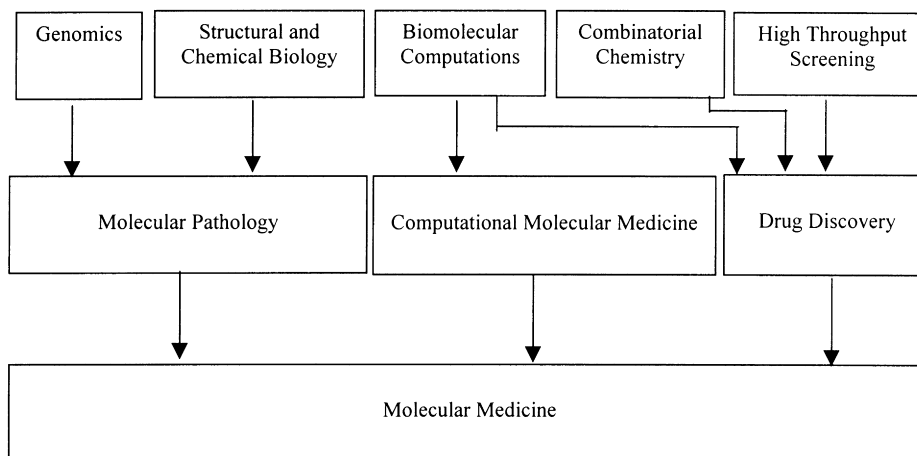 Genomics
Structural and
Chemical Biology
Biomolecular
Computations
Combinatorial
Chemistry
High Throughput
Screening
Molecular Pathology
Computational Molecular Medicine
Drug Discovery
Molecular Medicine